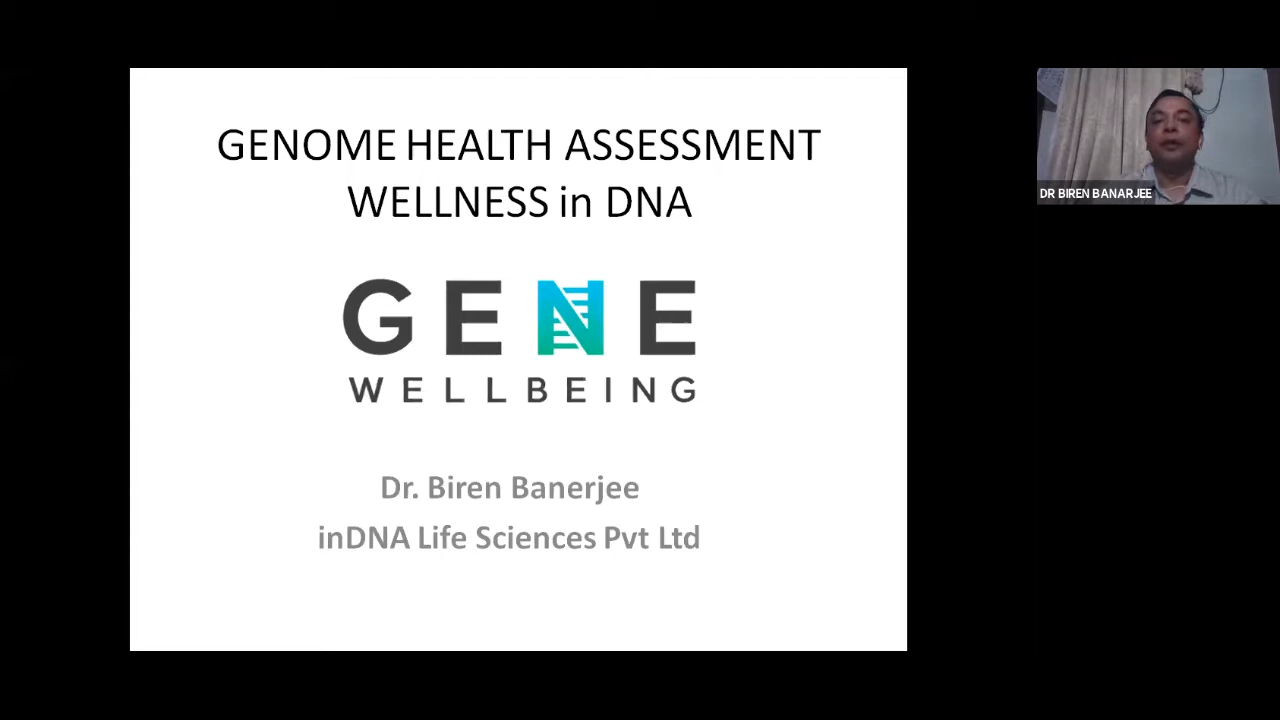 GENOME HEALTH ASSESSMENT
WELLNESS in DNA
GENE
WELLBEING
Dr. Biren Banerjee
inDNA Life Sciences Pvt Ltd
DR BIREN BANARJEE